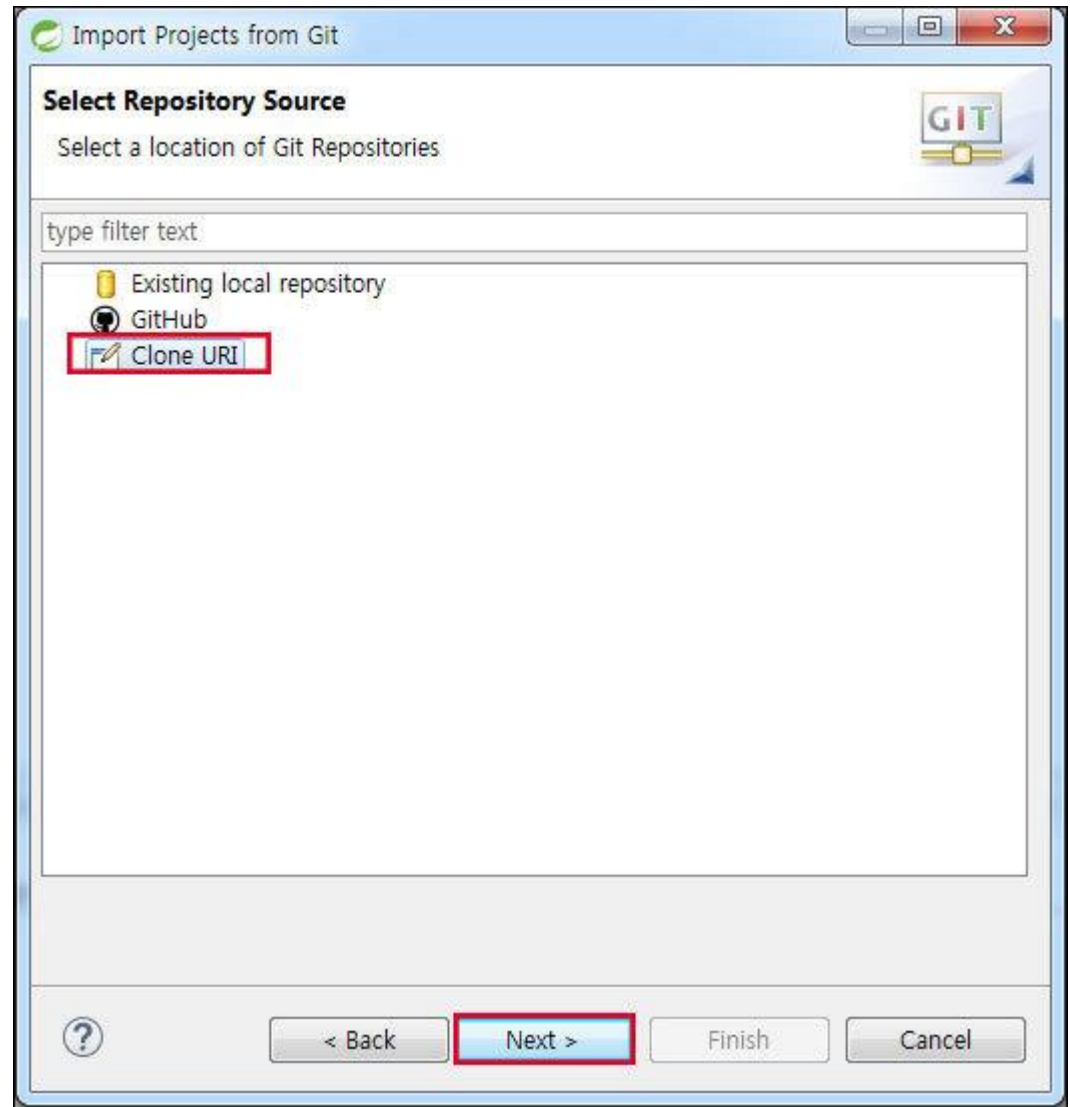 Import Projects from Git
Select Repository Source
Select a location of Git Repositories
GIT
type filter text
Existing local repository
GitHub
Clone URI
?
< Back
Next >
Finish
Cancel